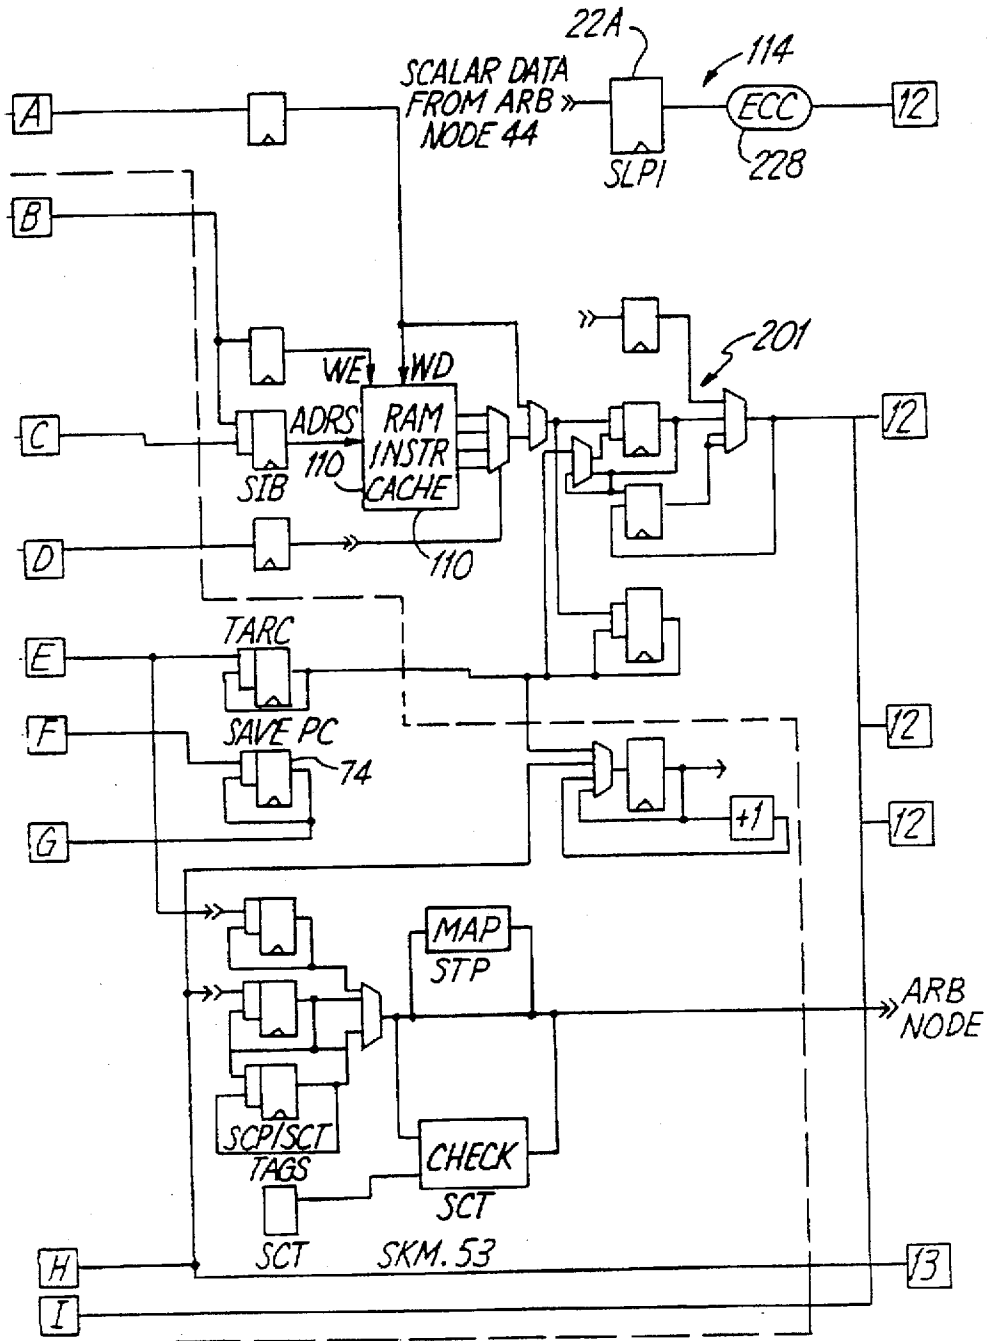 22A
114
SCALAR DATA
FROM ARB
NODE 44
ECC
12
SLPI
228
A
B
201
WE
WD
C
ADRS
RAM
INSTR
CACHE
110
12
SIB
D
110
E
TARC
F
SAVE PC
74
12
G
+1
12
MAP
STP
ARB
NODE
SCP/SCT
TAGS
CHECK
SCT
SCT
SKM. 53
H
13
I